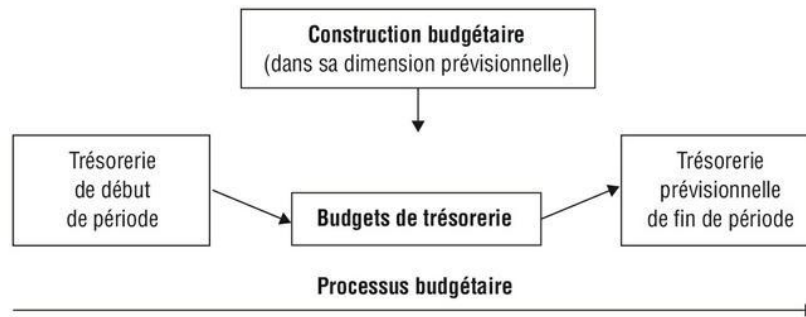 Construction budgétaire
(dans sa dimension prévisionnelle)
Trésorerie
de début
de période
Budgets de trésorerie
Trésorerie
prévisionnelle
de fin de période
Processus budgétaire